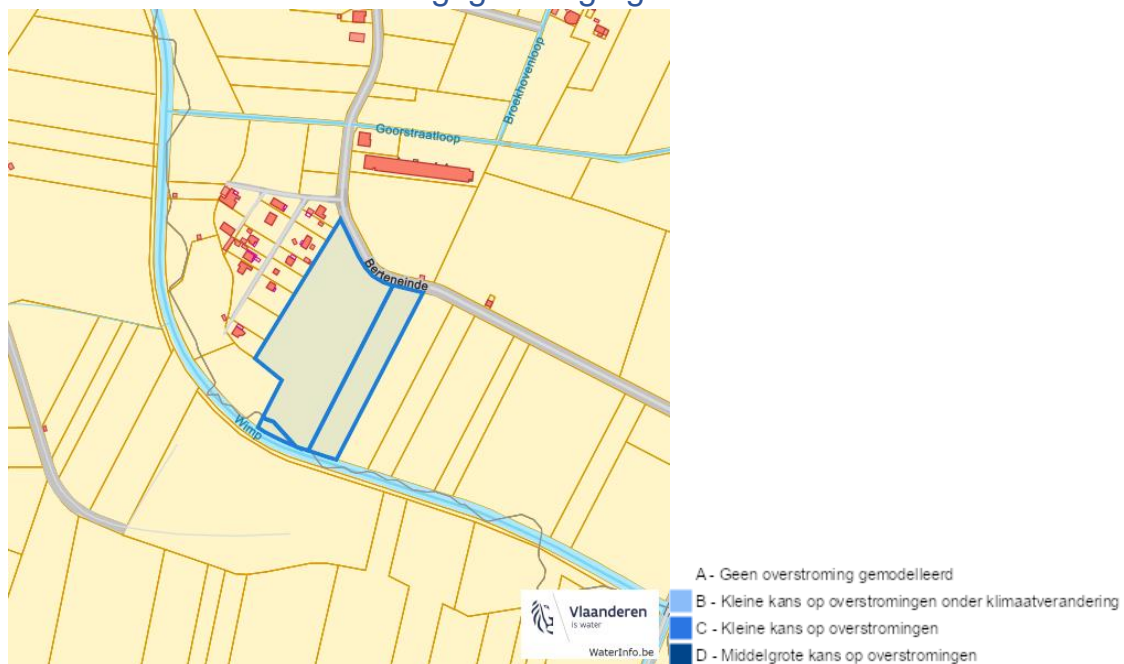 Broekhovenloop
Goorstraatloop
Berteneinde
Wimp
Vlaanderen
is water
WaterInfo.be
A - Geen overstroming gemodelleerd
B - Kleine kans op overstromingen onder klimaatverandering
C - Kleine kans op overstromingen
D - Middelgrote kans op overstromingen